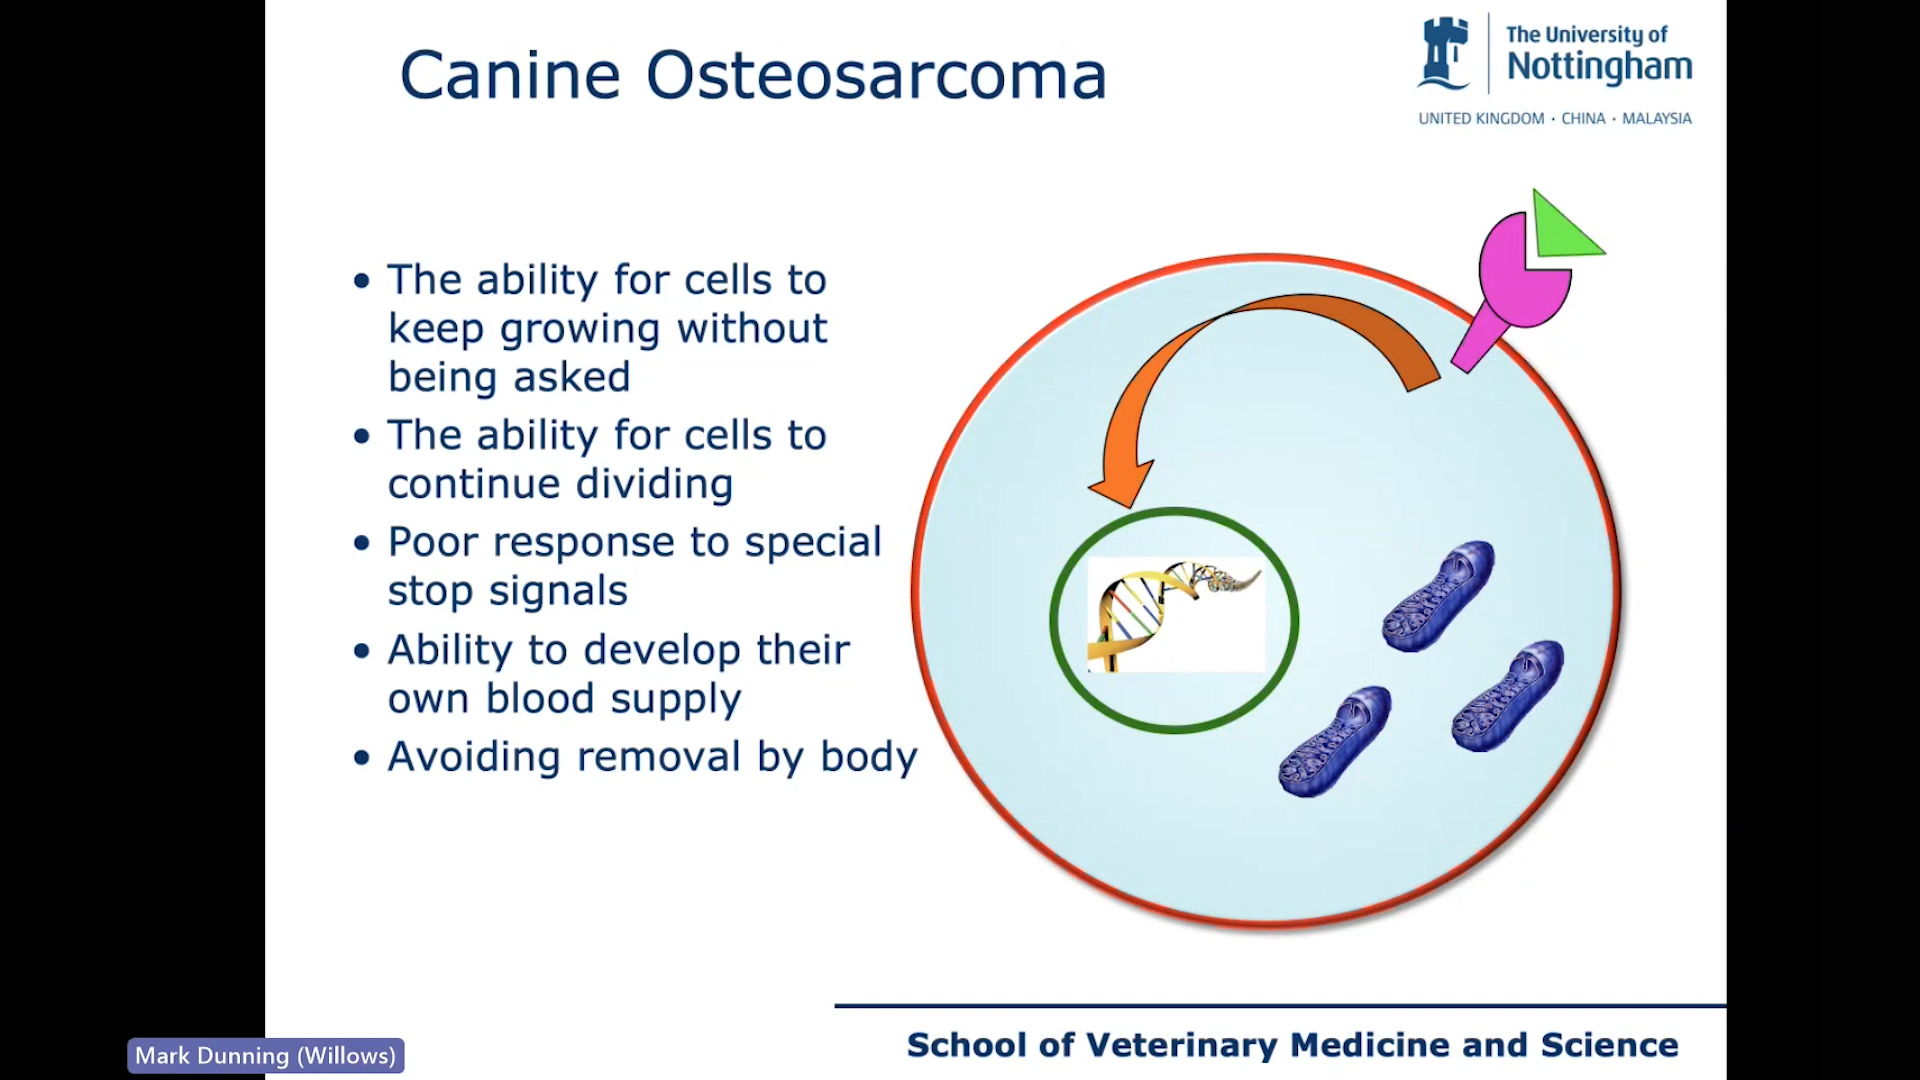 Canine Osteosarcoma
The University of
Nottingham
UNITED KINGDOM · CHINA · MALAYSIA
• The ability for cells to
keep growing without
being asked
• The ability for cells to
continue dividing
• Poor response to special
stop signals
• Ability to develop their
own blood supply
• Avoiding removal by body
School of Veterinary Medicine and Science
Mark Dunning (Willows)